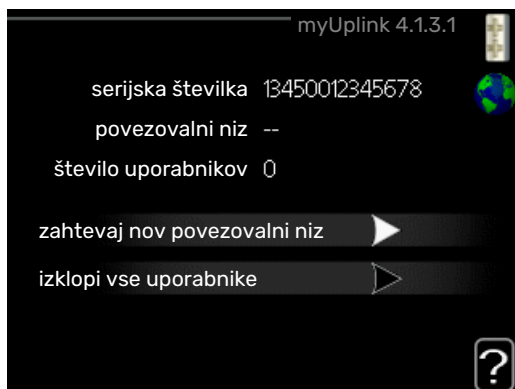 myUplink 4.1.3.1
serijska številka 13450012345678
povezovalni niz --
število uporabnikov 0
zahtevaj nov povezovalni niz
izklopi vse uporabnike
?